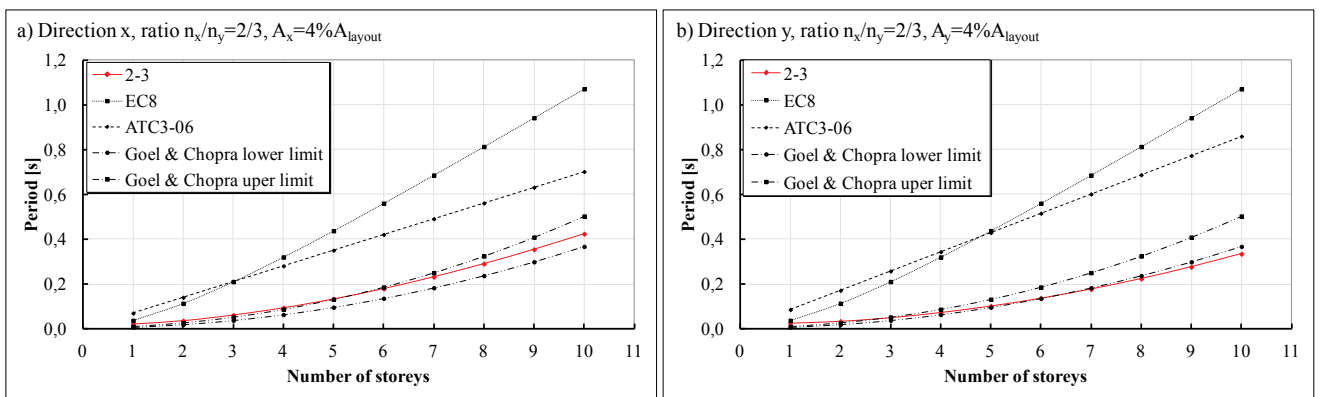 a) Direction x, ratio nx/ny=2/3, Ax=4%Alayout
1,2
1,0
0,8
0,6
0,4
0,2
0,0
Period [s]
2-3
EC8
ATC3-06
Goel & Chopra lower limit
Goel & Chopra uper limit
0 1 2 3 4 5 6 7 8 9 10 11
Number of storeys
b) Direction y, ratio nx/ny=2/3, Ay=4%Alayout
1,2
1,0
0,8
0,6
0,4
0,2
0,0
Period [s]
2-3
EC8
ATC3-06
Goel & Chopra lower limit
Goel & Chopra uper limit
0 1 2 3 4 5 6 7 8 9 10 11
Number of storeys